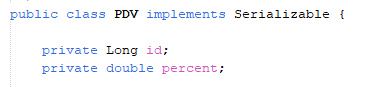 public class PDV implements Serializable {
private Long id;
private double percent;